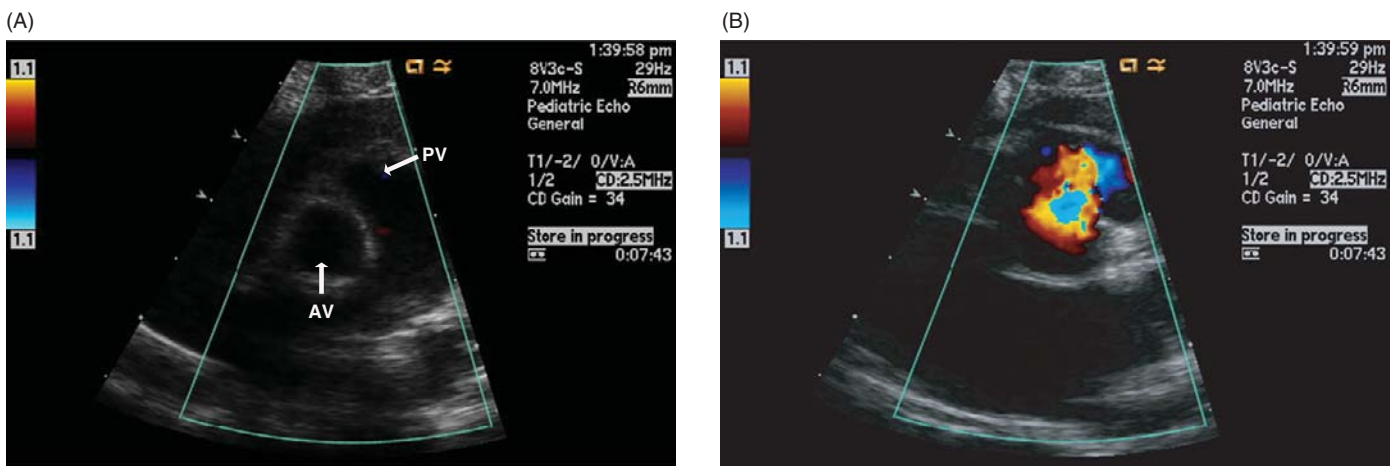 (A)
(B)
1:39:58 pm
1.1
8V3c-S 29Hz
7.0MHz R6mm
Pediatric Echo
General
T1/-2/ 0/V:A
1/2 CD:2.5MHz
CD Gain = 34
Store in progress
0:07:43
1.1
PV
AV
1:39:59 pm
1.1
8V3c-S 29Hz
7.0MHz R6mm
Pediatric Echo
General
T1/-2/ 0/V:A
1/2 CD:2.5MHz
CD Gain = 34
Store in progress
0:07:43
1.1